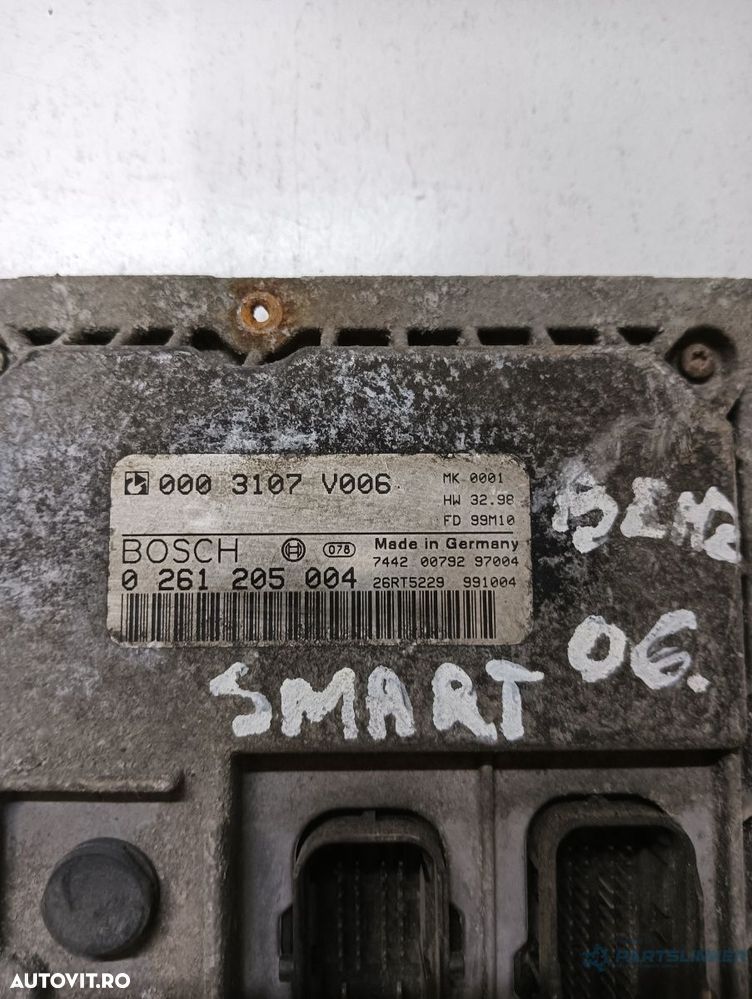 000 3107 V006
MK 0001
HW 32.98
FD 99M10
BOSCH 078 Made in Germany
7442 00792 97004
0 261 205 004 26RT5229 991004
BENZ
06.
SMART
PARTSLINKER
AUTOVIT.RO